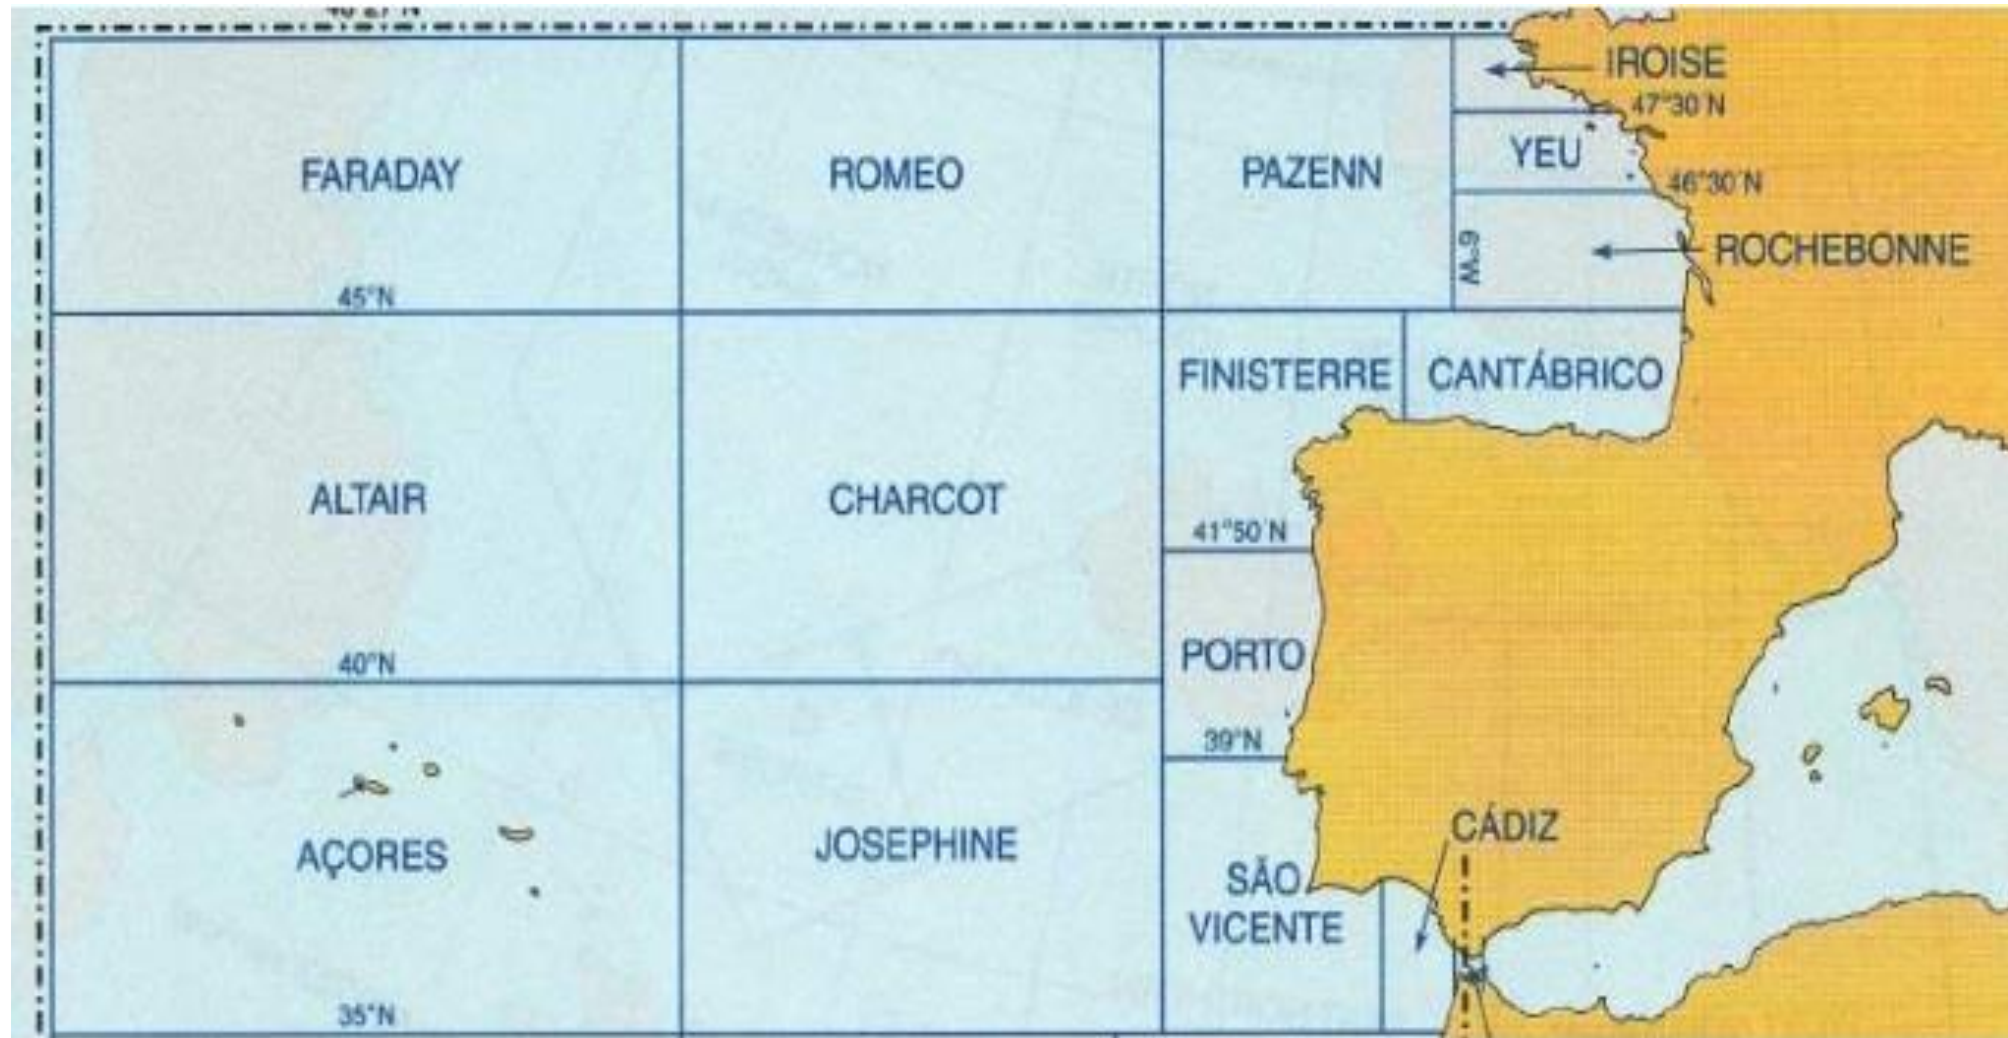 IROISE
47°30'N
FARADAY
ROMEO
PAZENN
YEU
46°30'N
6°W
ROCHEBONNE
45°N
FINISTERRE
CANTÁBRICO
ALTAIR
CHARCOT
41°50'N
40°N
PORTO
39°N
CÁDIZ
AÇORES
JOSEPHINE
SÃO
VICENTE
35°N